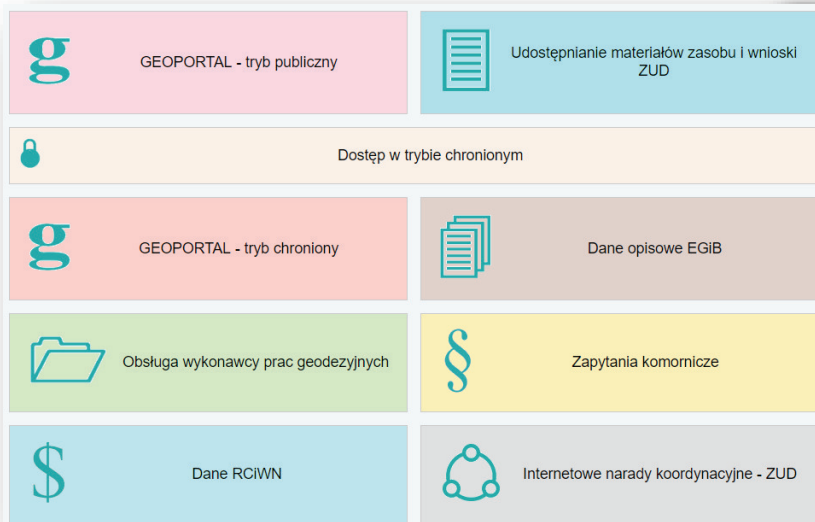 g
GEOPORTAL - tryb publiczny
Udostępnianie materiałów zasobu i wnioski
ZUD
Dostęp w trybie chronionym
g
GEOPORTAL - tryb chroniony
Dane opisowe EGiB
Obsługa wykonawcy prac geodezyjnych
§
Zapytania komornicze
$
Dane RCiWN
Internetowe narady koordynacyjne - ZUD